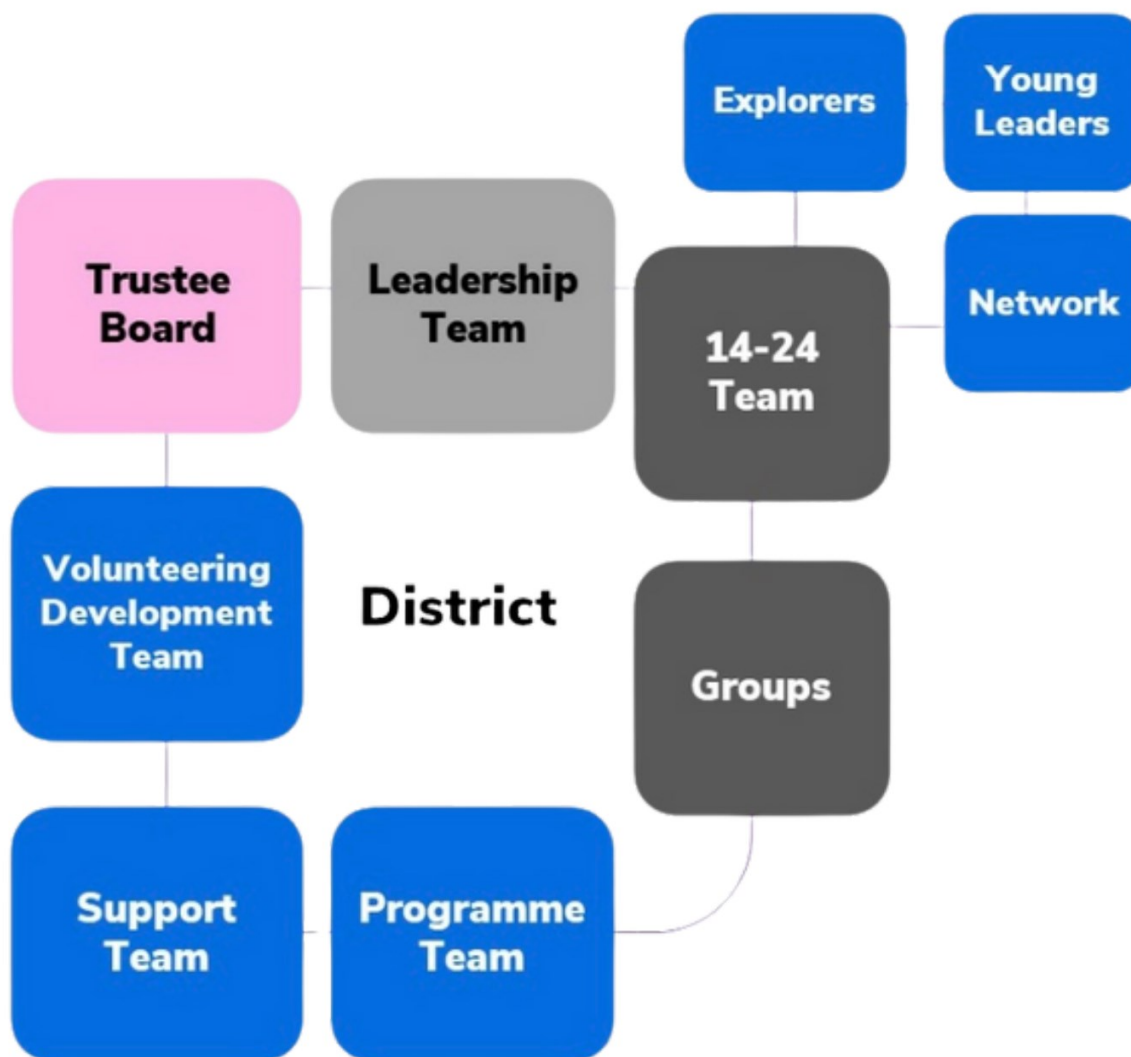 Explorers
Young
Leaders
Trustee
Board
Leadership
Team
14-24
Team
Network
Volunteering
Development
Team
District
Groups
Support
Team
Programme
Team